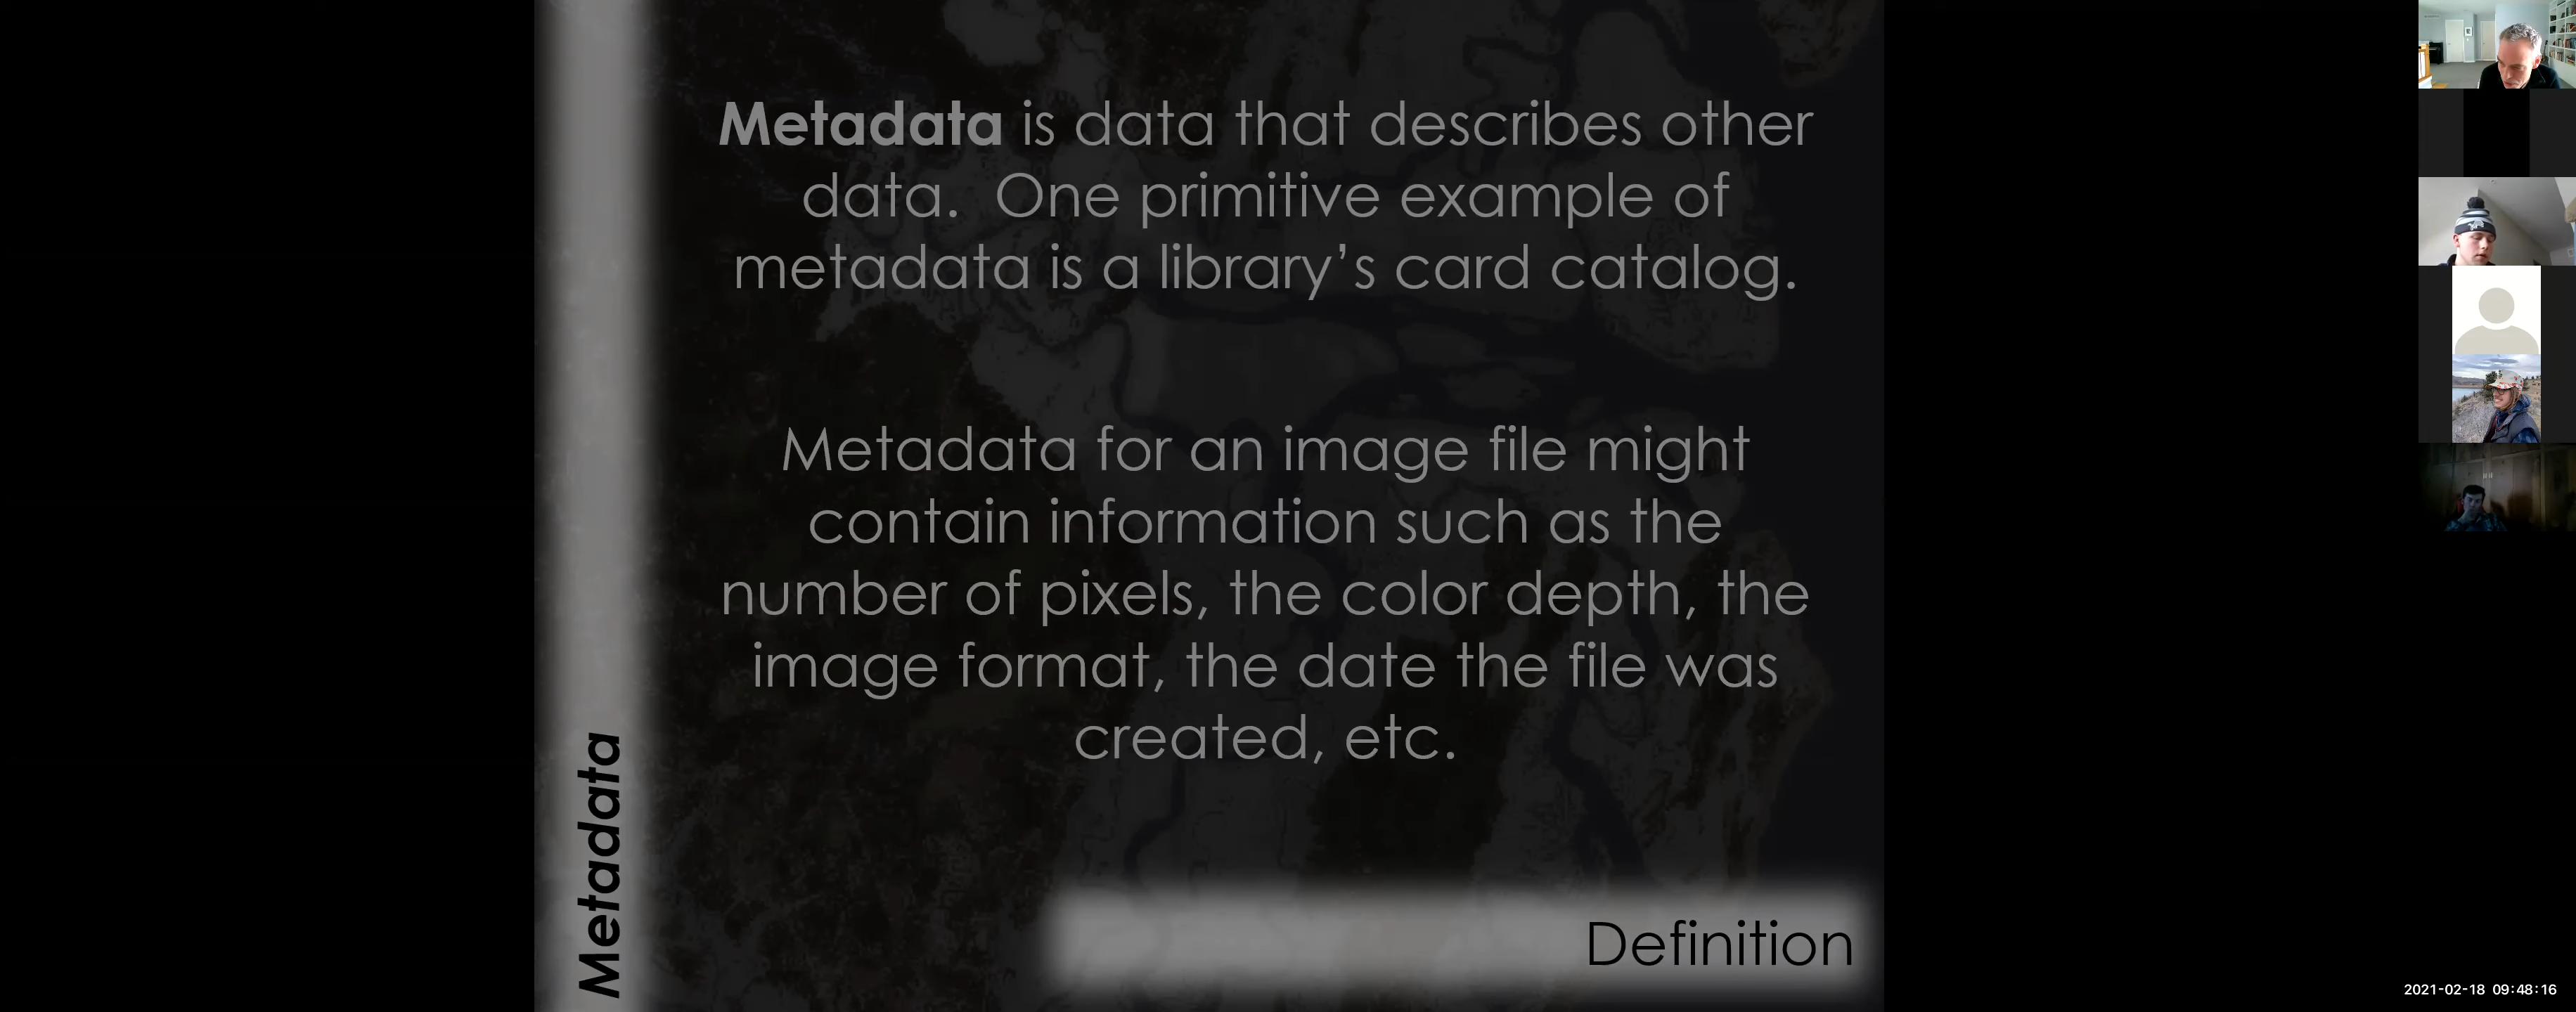 Metadata is data that describes other
data.  One primitive example of
metadata is a library’s card catalog.
Metadata for an image file might
contain information such as the
number of pixels, the color depth, the
image format, the date the file was
created, etc.
Metadata
Definition
2021-02-18 09:48:16